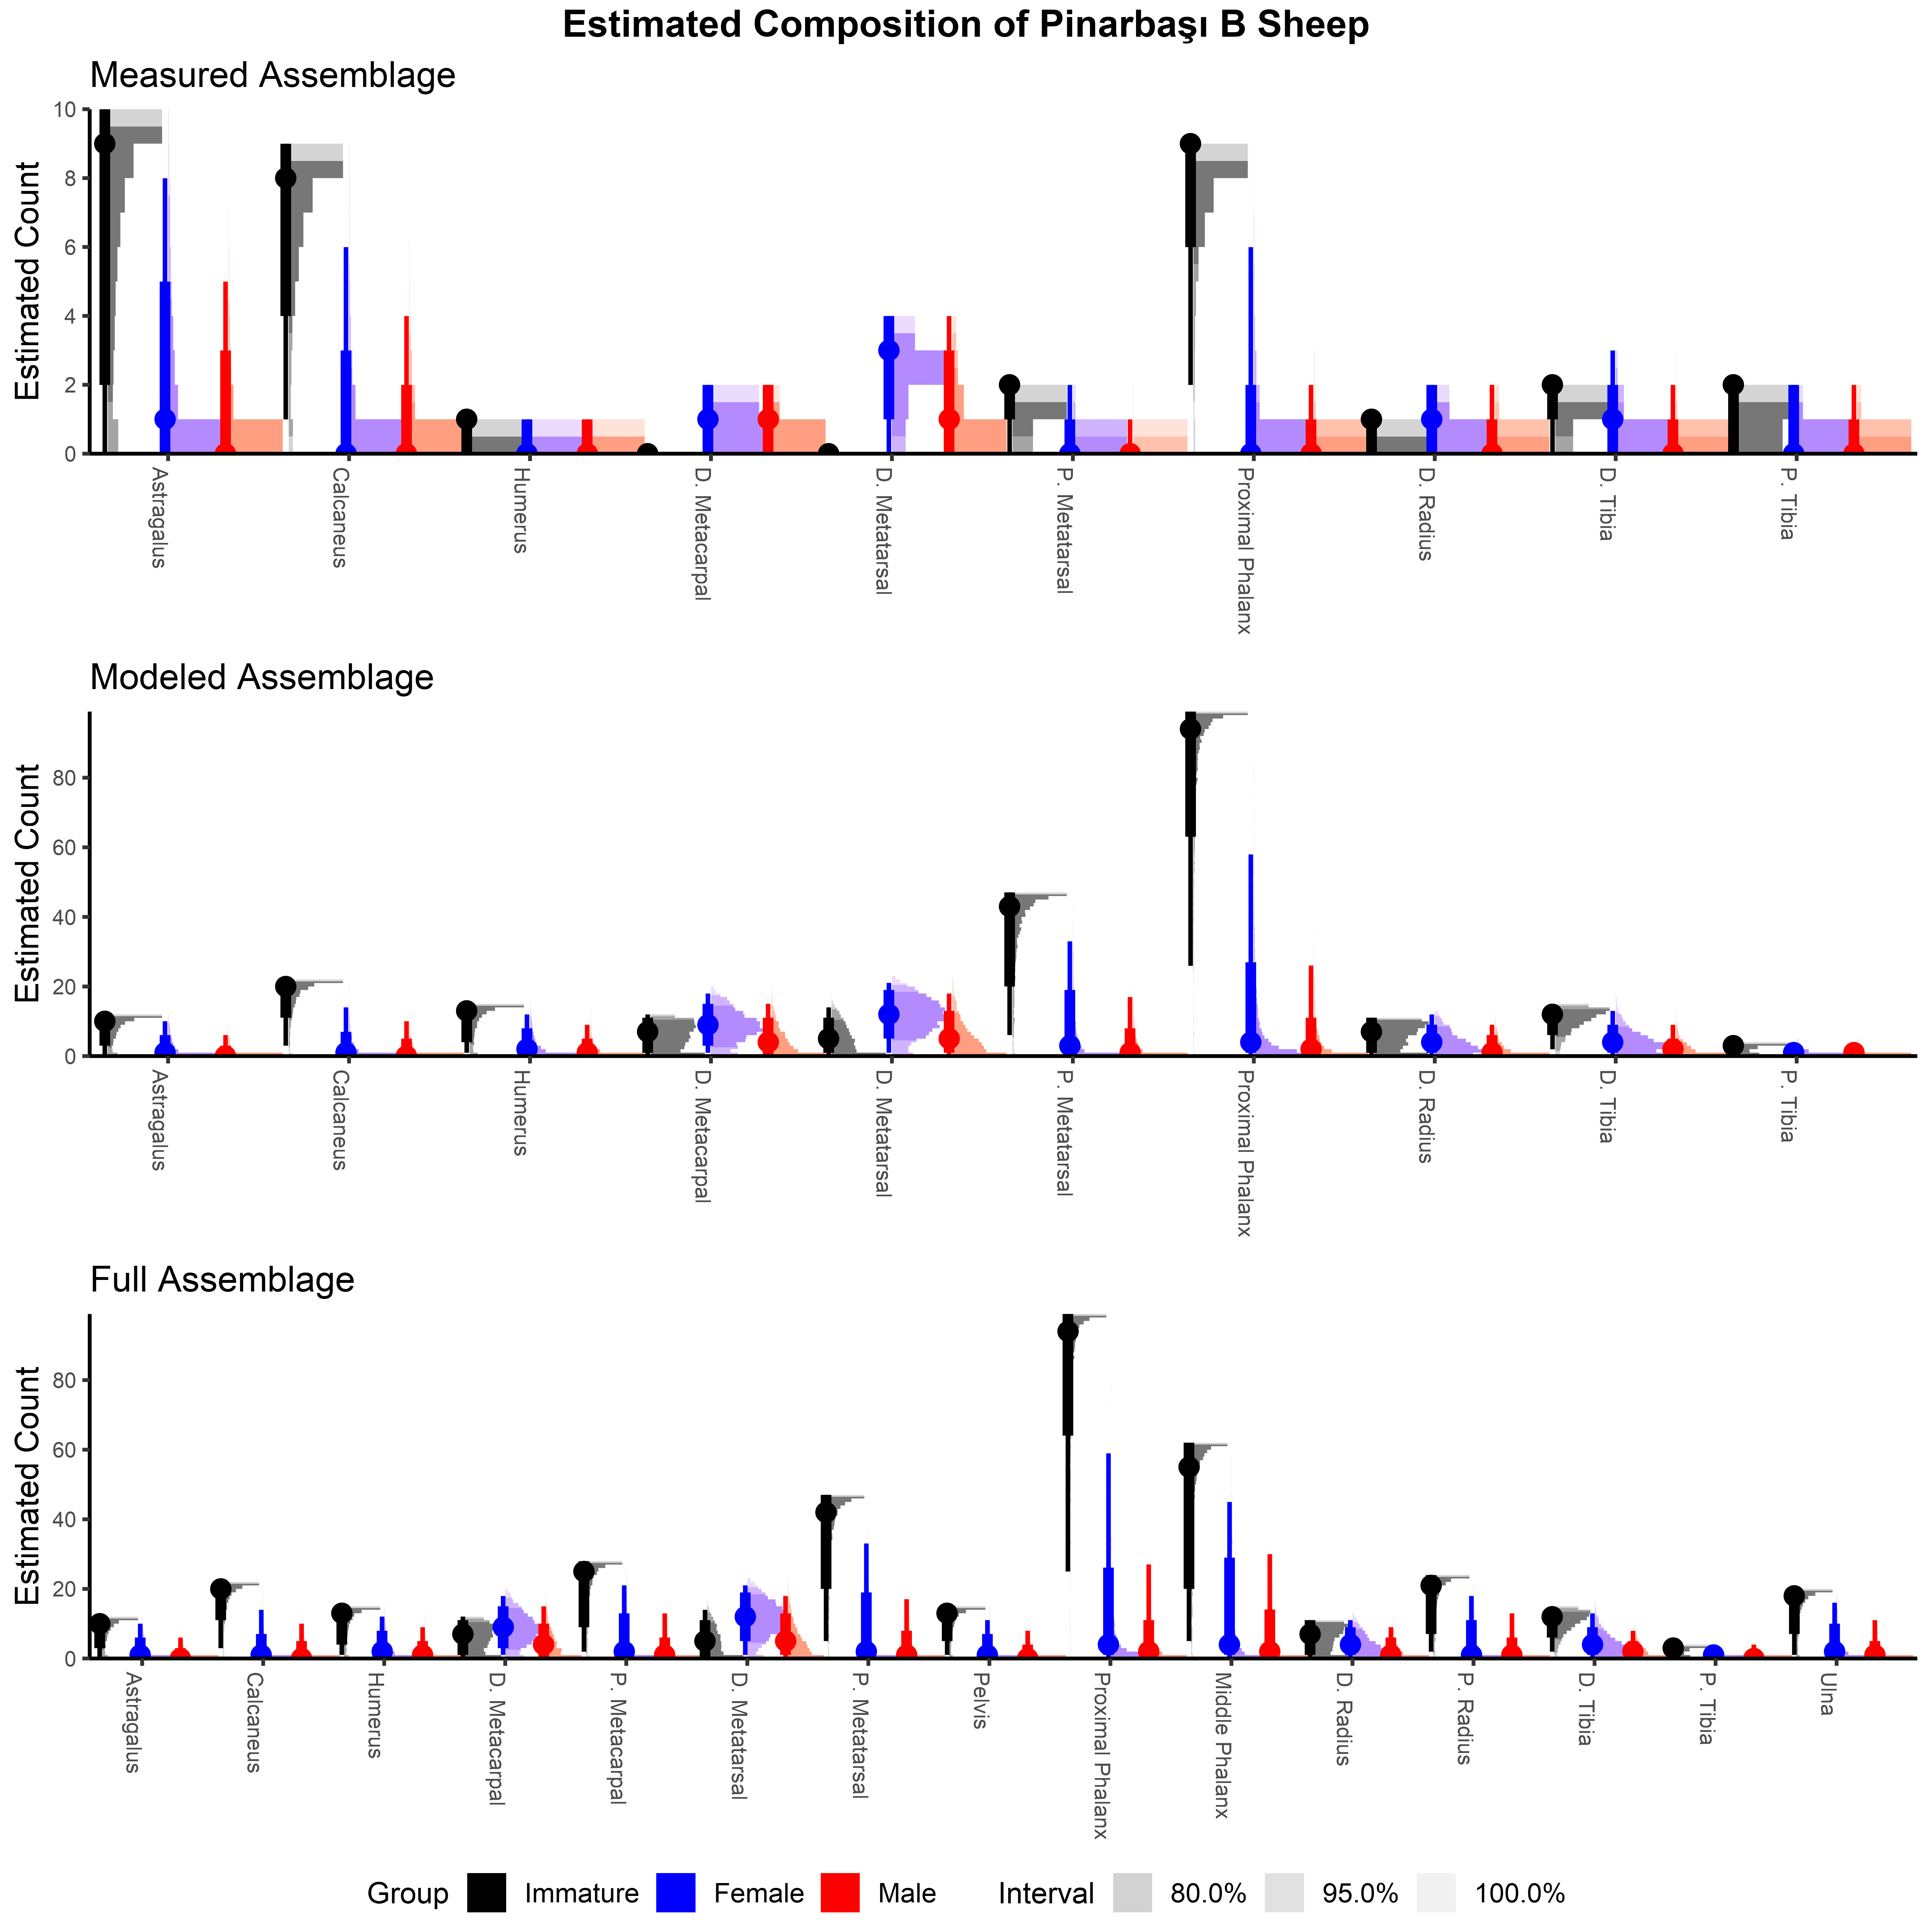 Estimated Composition of Pinarbaşı B Sheep
Measured Assemblage
Estimated Count
10
8
6
4
2
0
Astragalus
Calcaneus
Humerus
D. Metacarpal
D. Metatarsal
P. Metatarsal
Proximal Phalanx
D. Radius
D. Tibia
P. Tibia
Modeled Assemblage
Estimated Count
80
60
40
20
0
Astragalus
Calcaneus
Humerus
D. Metacarpal
D. Metatarsal
P. Metatarsal
Proximal Phalanx
D. Radius
D. Tibia
P. Tibia
Full Assemblage
Estimated Count
80
60
40
20
0
Astragalus
Calcaneus
Humerus
D. Metacarpal
P. Metacarpal
D. Metatarsal
P. Metatarsal
Pelvis
Proximal Phalanx
Middle Phalanx
D. Radius
P. Radius
D. Tibia
P. Tibia
Ulna
Group Immature Female Male Interval 80.0% 95.0% 100.0%